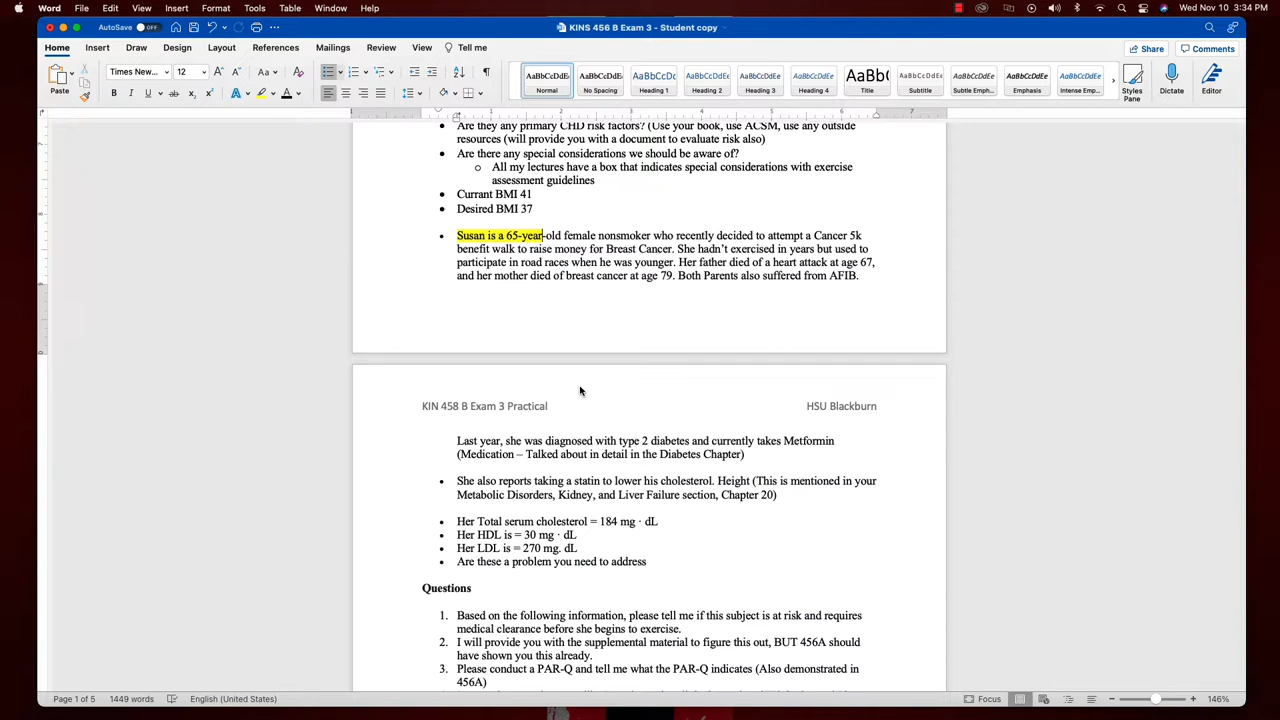 Word File Edit View Insert Format Tools Table Window Help Wed Nov 10 3:34 PM
AutoSave OFF KINS 456 B Exam 3 - Student copy
Home Insert Draw Design Layout References Mailings Review View Tell me Share Comments
Paste Times New... 12 AaBbCcDdEe AaBbCcDdEe AaBbCcDc AaBbCcDdEe AaBbCcDdEe AaBbCcDdEe AaBb( AaBbCcDdEe AaBbCcDdEe AaBbCcDdEe AaBbCcDdEe
Normal No Spacing Heading 1 Heading 2 Heading 3 Heading 4 Title Subtitle Subtle Emph... Emphasis Intense Emp... Styles Pane Dictate Editor
Are they any primary CHD risk factors? (Use your book, use ACSM, use any outside
resources (will provide you with a document to evaluate risk also)
Are there any special considerations we should be aware of?
All my lectures have a box that indicates special considerations with exercise
assessment guidelines
Currant BMI 41
Desired BMI 37
Susan is a 65-year-old female nonsmoker who recently decided to attempt a Cancer 5k
benefit walk to raise money for Breast Cancer. She hadn't exercised in years but used to
participate in road races when he was younger. Her father died of a heart attack at age 67,
and her mother died of breast cancer at age 79. Both Parents also suffered from AFIB.
KIN 458 B Exam 3 Practical HSU Blackburn
Last year, she was diagnosed with type 2 diabetes and currently takes Metformin
(Medication – Talked about in detail in the Diabetes Chapter)
She also reports taking a statin to lower his cholesterol. Height (This is mentioned in your
Metabolic Disorders, Kidney, and Liver Failure section, Chapter 20)
Her Total serum cholesterol = 184 mg · dL
Her HDL is = 30 mg · dL
Her LDL is = 270 mg. dL
Are these a problem you need to address
Questions
1. Based on the following information, please tell me if this subject is at risk and requires
medical clearance before she begins to exercise.
2. I will provide you with the supplemental material to figure this out, BUT 456A should
have shown you this already.
3. Please conduct a PAR-Q and tell me what the PAR-Q indicates (Also demonstrated in
456A)
Page 1 of 5 1449 words English (United States) Focus 146%